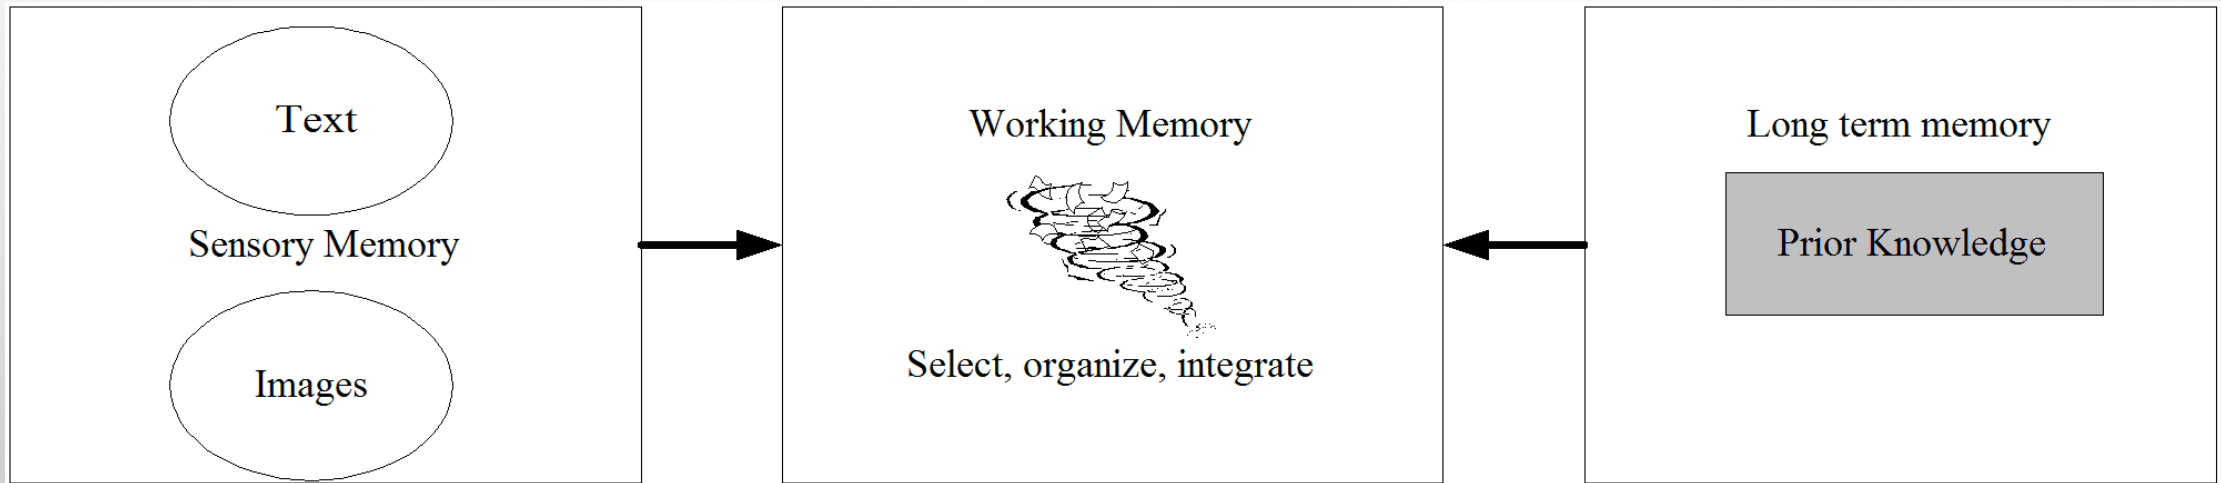 Text
Sensory Memory
Images
Working Memory
Select, organize, integrate
Long term memory
Prior Knowledge